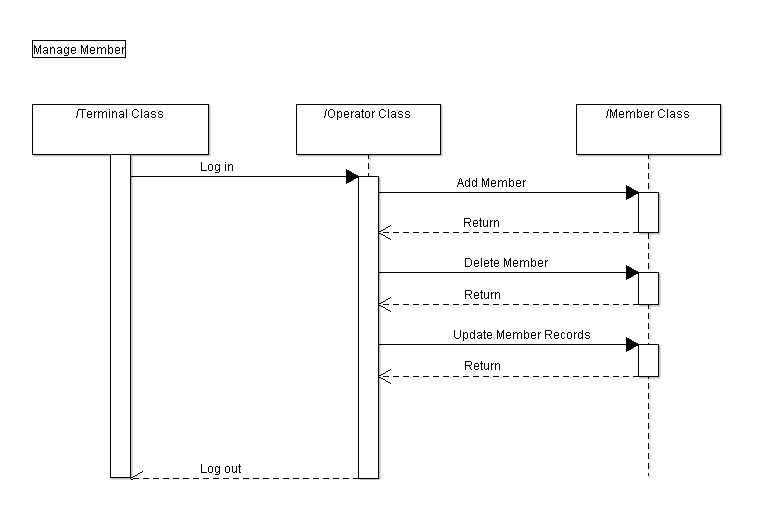 Manage Member
/Terminal Class
/Operator Class
/Member Class
Log in
Add Member
Return
Delete Member
Return
Update Member Records
Return
Log out